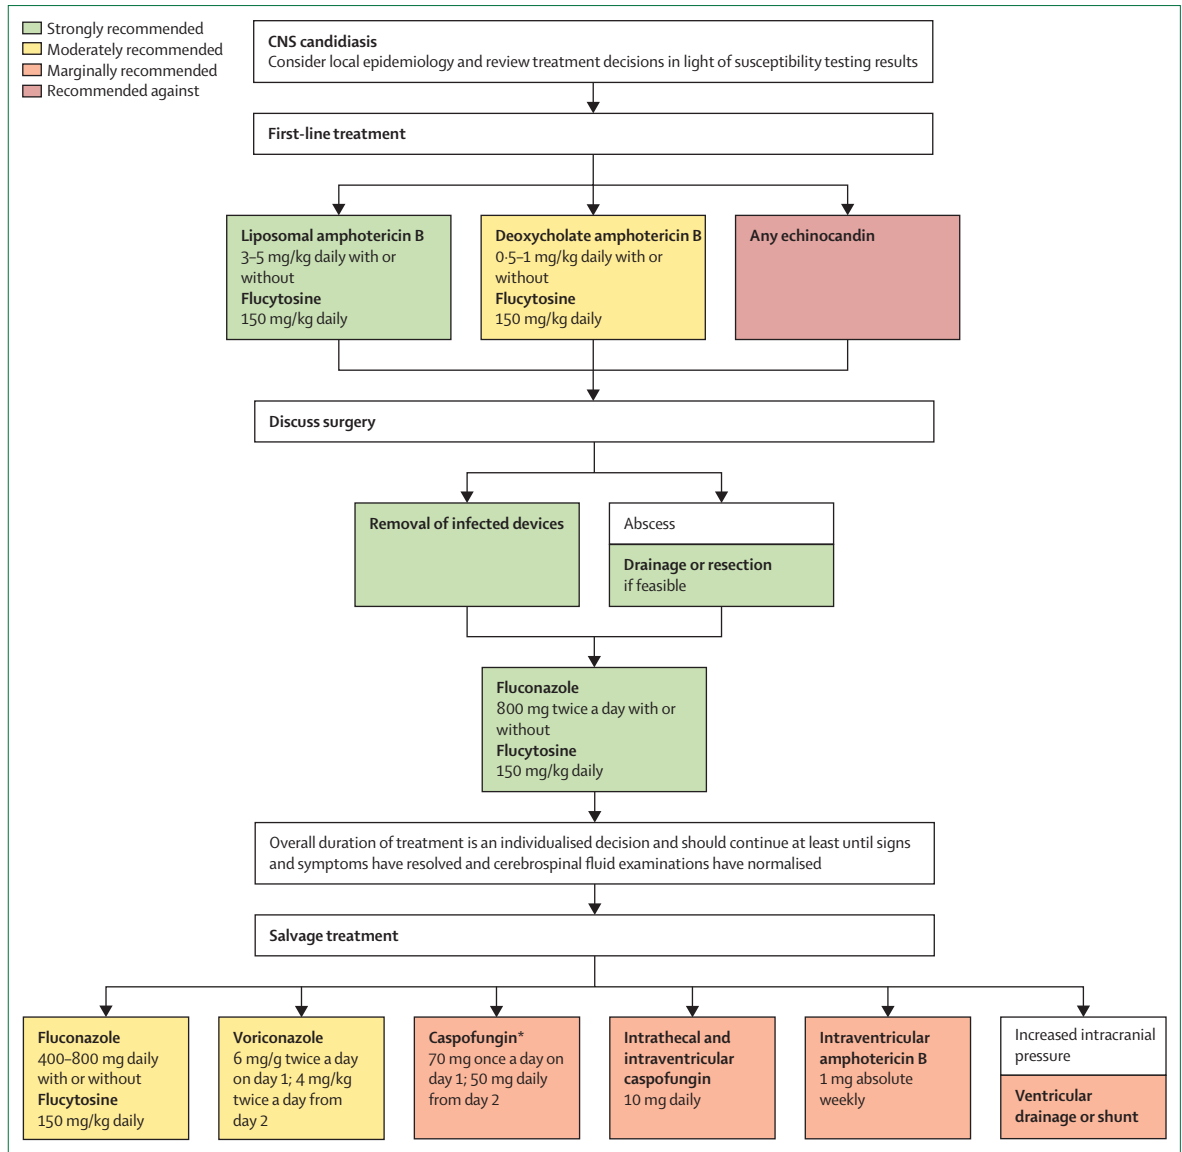 Strongly recommended
Moderately recommended
Marginally recommended
Recommended against
CNS candidiasis
Consider local epidemiology and review treatment decisions in light of susceptibility testing results
First-line treatment
Liposomal amphotericin B
3–5 mg/kg daily with or
without
Flucytosine
150 mg/kg daily
Deoxycholate amphotericin B
0·5–1 mg/kg daily with or
without
Flucytosine
150 mg/kg daily
Any echinocandin
Discuss surgery
Removal of infected devices
Abscess
Drainage or resection
if feasible
Fluconazole
800 mg twice a day with or
without
Flucytosine
150 mg/kg daily
Overall duration of treatment is an individualised decision and should continue at least until signs
and symptoms have resolved and cerebrospinal fluid examinations have normalised
Salvage treatment
Fluconazole
400–800 mg daily
with or without
Flucytosine
150 mg/kg daily
Voriconazole
6 mg/g twice a day
on day 1; 4 mg/kg
twice a day from
day 2
Caspofungin*
70 mg once a day on
day 1; 50 mg daily
from day 2
Intrathecal and
intraventricular
caspofungin
10 mg daily
Intraventricular
amphotericin B
1 mg absolute
weekly
Increased intracranial
pressure
Ventricular
drainage or shunt